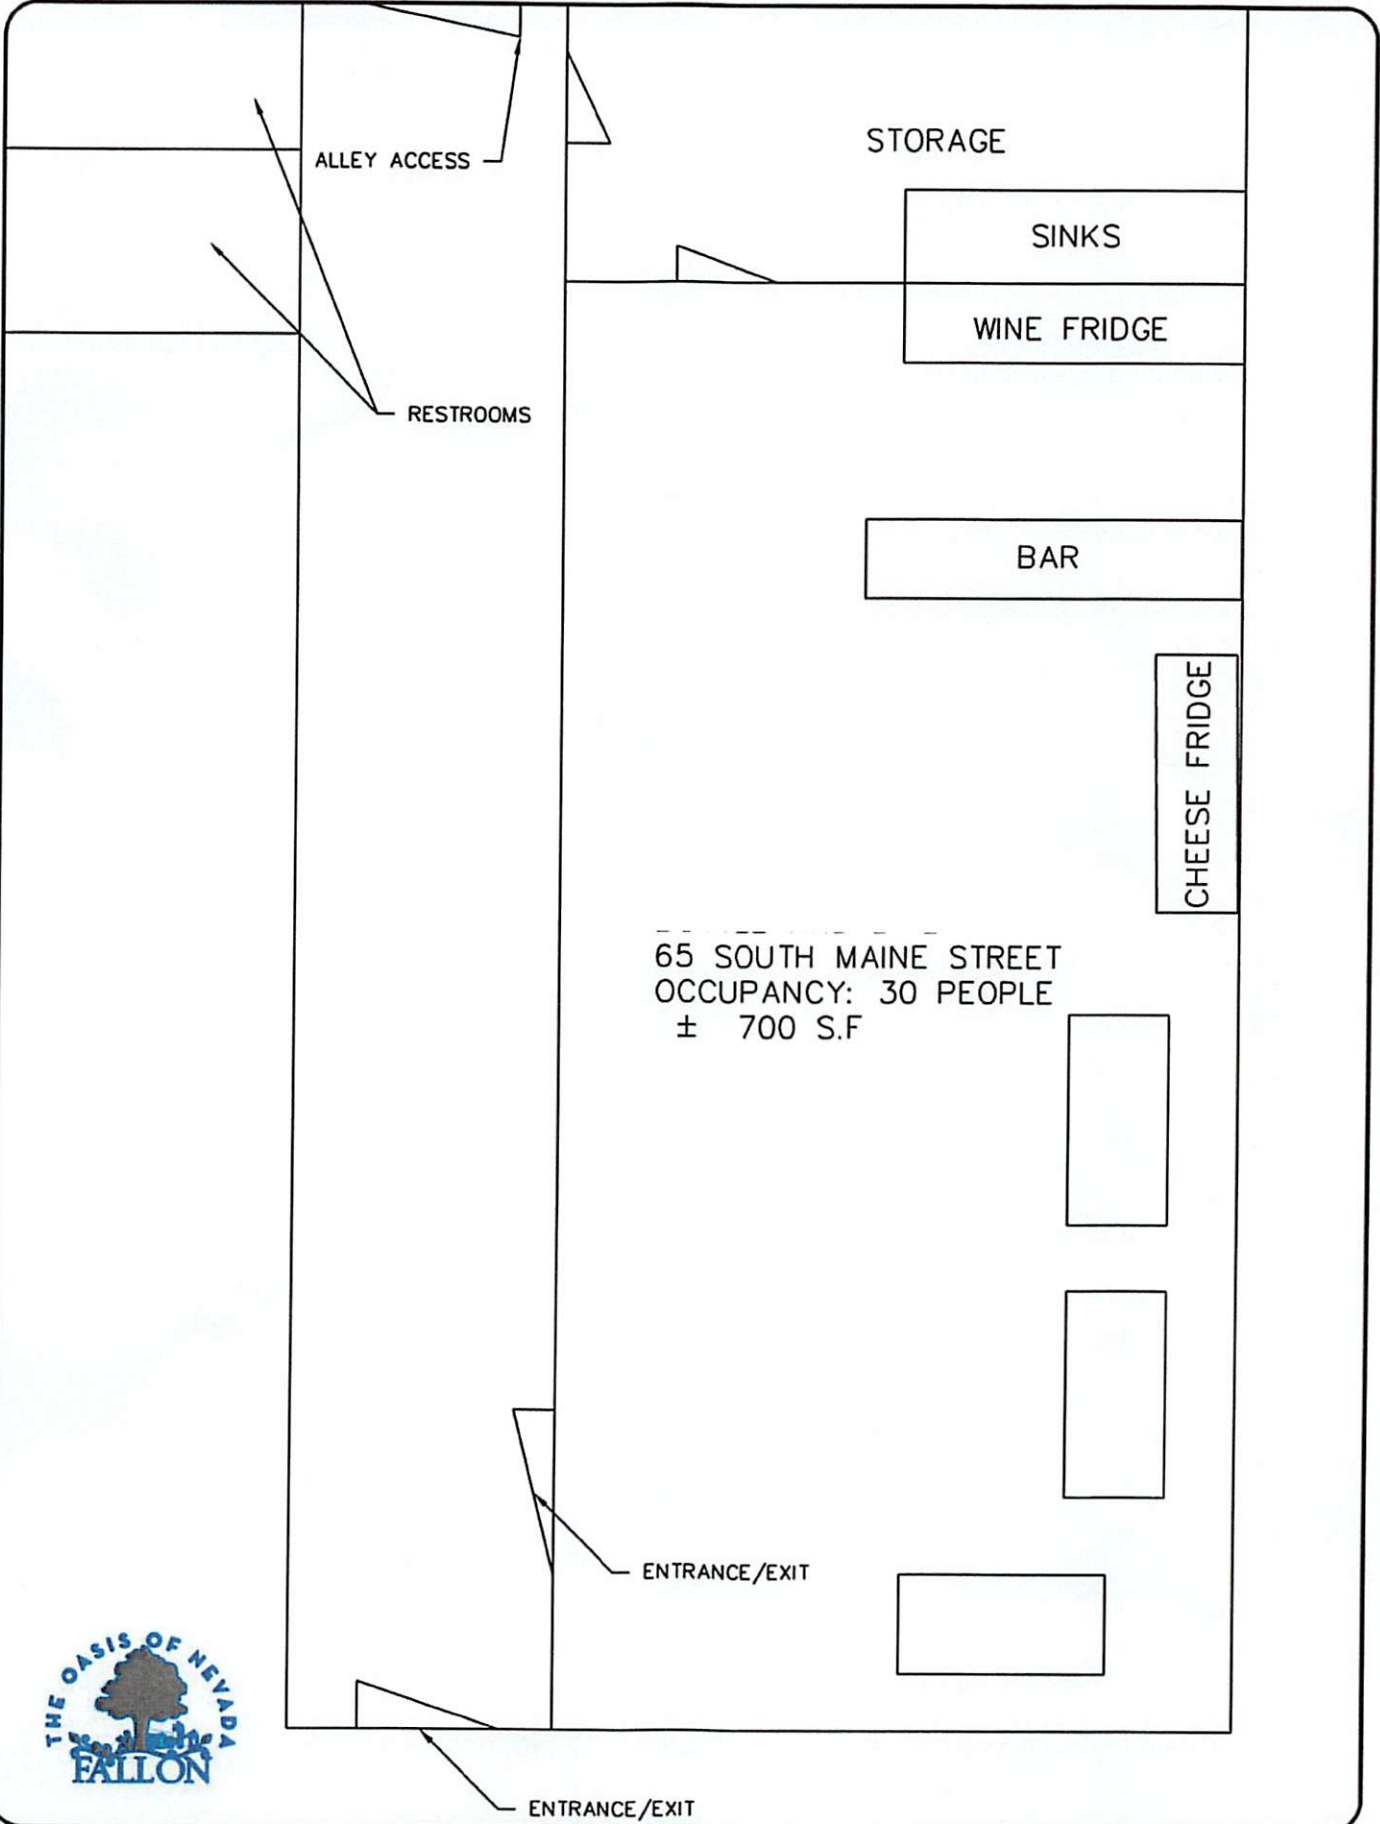 ALLEY ACCESS
STORAGE
SINKS
WINE FRIDGE
RESTROOMS
BAR
CHEESE FRIDGE
65 SOUTH MAINE STREET
OCCUPANCY: 30 PEOPLE
± 700 S.F
ENTRANCE/EXIT
THE OASIS OF NEVADA
FALLON
ENTRANCE/EXIT